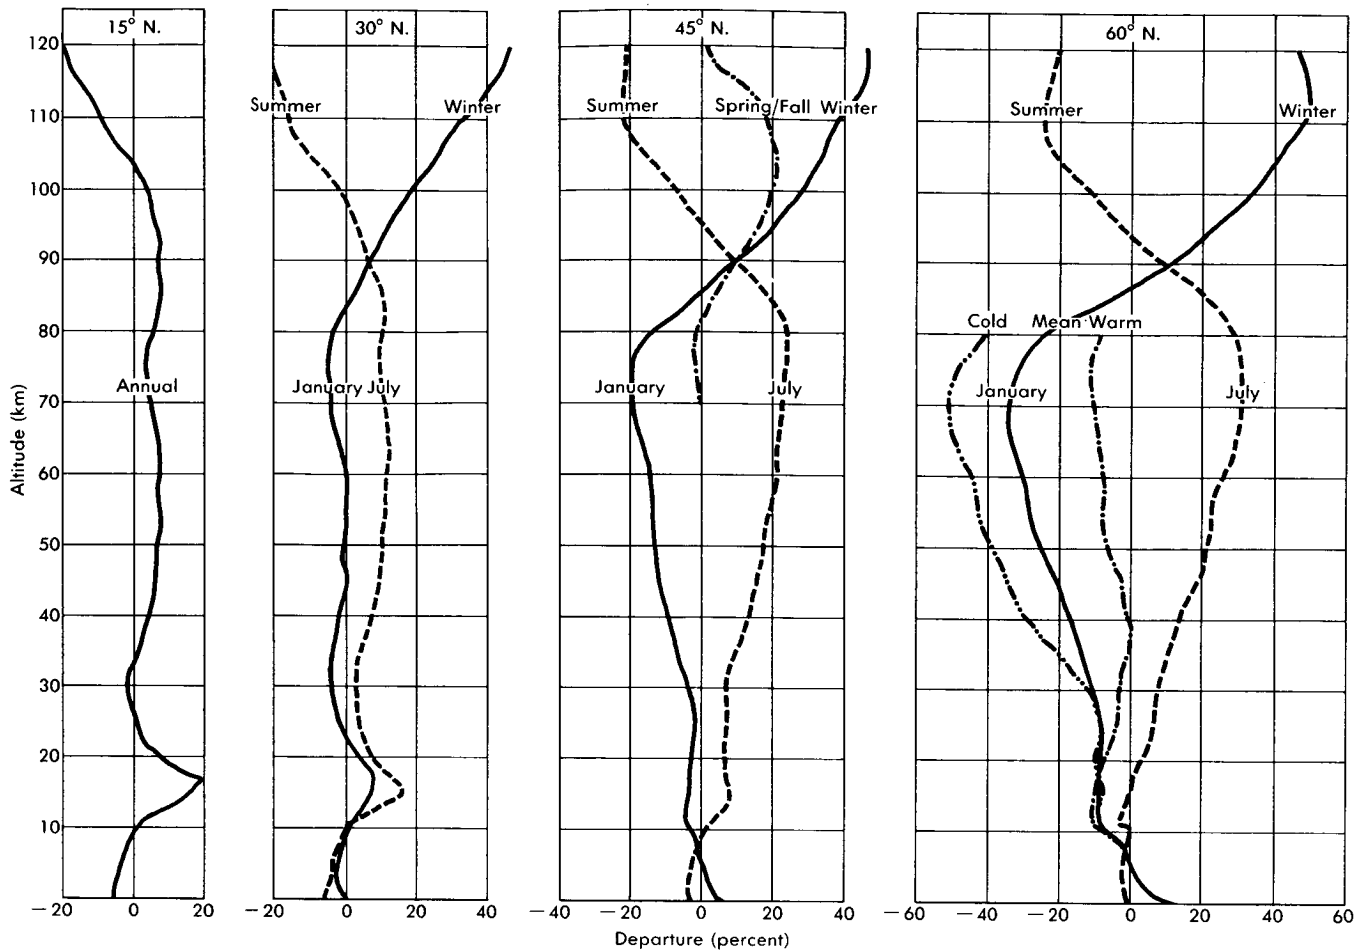 15° N.
30° N.
45° N.
60° N.
120
110
100
90
80
70
60
50
40
30
20
10
Altitude (km)
Annual
Summer
Winter
January
July
Summer
Spring/Fall
Winter
January
July
Summer
Winter
Cold
Mean
Warm
January
July
−20
0
20
−20
0
20
40
−40
−20
0
20
40
−60
−40
−20
0
20
40
60
Departure (percent)